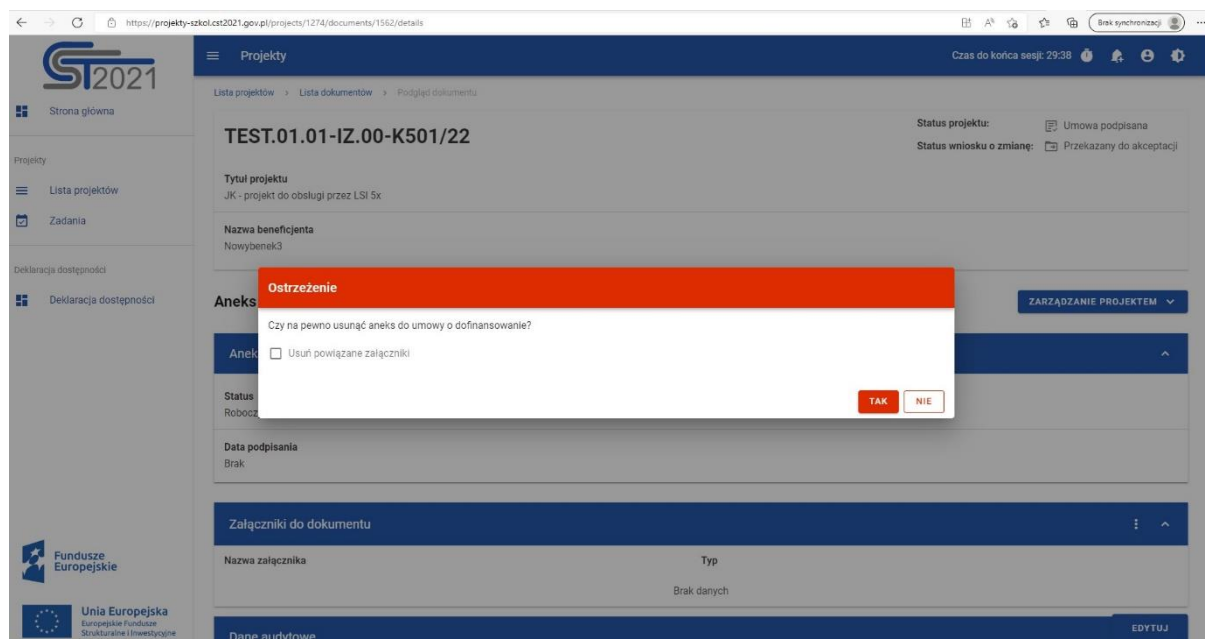 https://projekty-szkol.cst2021.gov.pl/projects/1274/documents/1562/details
Brak synchronizacji
ST2021
Projekty
Czas do końca sesji: 29:38
Strona główna
Projekty
Lista projektów
Zadania
Deklaracja dostępności
Deklaracja dostępności
Lista projektów > Lista dokumentów > Podgląd dokumentu
TEST.01.01-IZ.00-K501/22
Status projektu: Umowa podpisana
Status wniosku o zmianę: Przekazany do akceptacji
Tytuł projektu
JK - projekt do obsługi przez LSI 5x
Nazwa beneficjenta
Nowybenek3
Aneks
ZARZĄDZANIE PROJEKTEM
Ostrzeżenie
Czy na pewno usunąć aneks do umowy o dofinansowanie?
Usuń powiązane załączniki
TAK NIE
Anek
Status
Robocz
Data podpisania
Brak
Załączniki do dokumentu
Nazwa załącznika Typ
Brak danych
Dane audytowe
EDYTUJ
Fundusze
Europejskie
Unia Europejska
Europejskie Fundusze
Strukturalne i Inwestycyjne